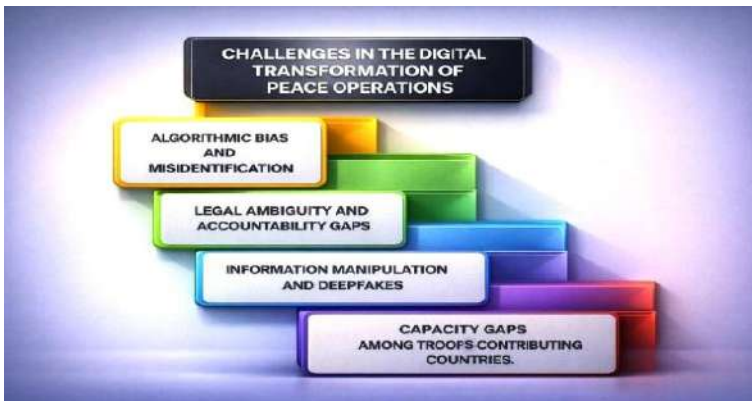 CHALLENGES IN THE DIGITAL
TRANSFORMATION OF
PEACE OPERATIONS
ALGORITHMIC BIAS
AND
MISIDENTIFICATION
LEGAL AMBIGUITY AND
ACCOUNTABILITY GAPS
INFORMATION MANIPULATION
AND DEEPFAKES
CAPACITY GAPS
AMONG TROOPS CONTRIBUTING
COUNTRIES.